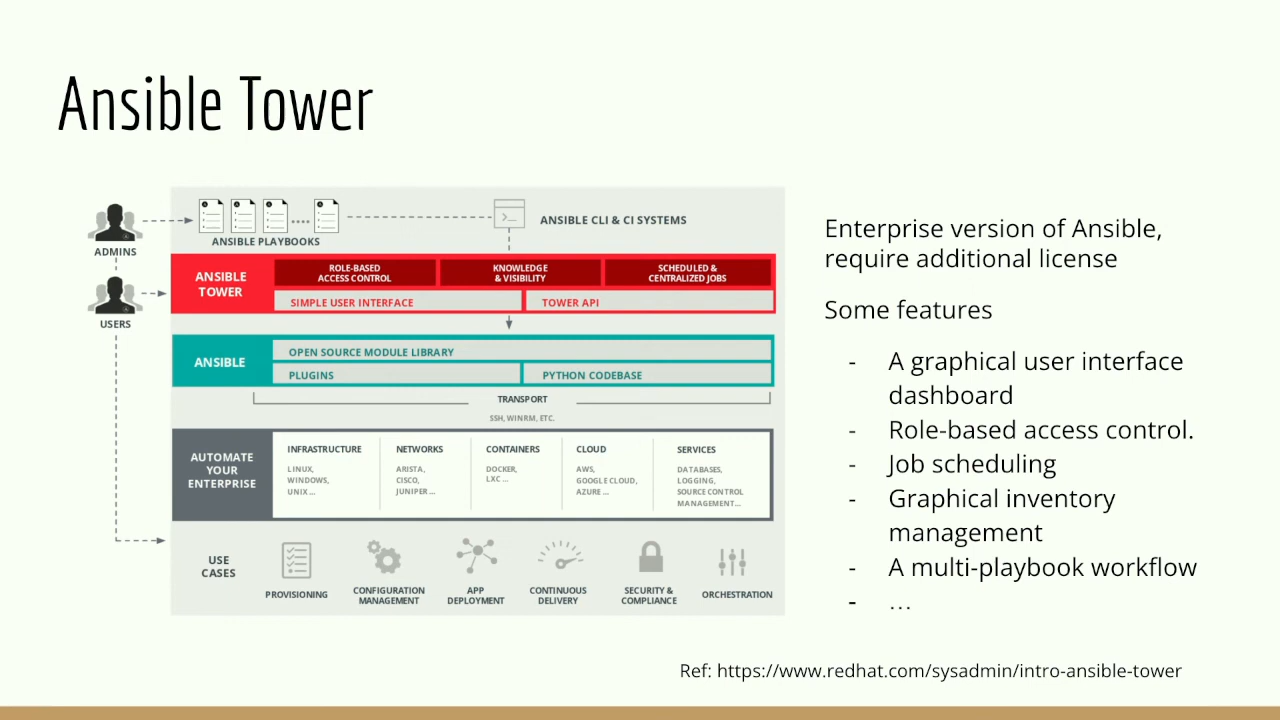 Ansible Tower
ADMINS
USERS
ANSIBLE PLAYBOOKS
ANSIBLE CLI & CI SYSTEMS
ANSIBLE
TOWER
ROLE-BASED
ACCESS CONTROL
KNOWLEDGE
& VISIBILITY
SCHEDULED &
CENTRALIZED JOBS
SIMPLE USER INTERFACE
TOWER API
ANSIBLE
OPEN SOURCE MODULE LIBRARY
PLUGINS
PYTHON CODEBASE
TRANSPORT
SSH, WINRM, ETC.
AUTOMATE
YOUR
ENTERPRISE
INFRASTRUCTURE
LINUX,
WINDOWS,
UNIX ...
NETWORKS
ARISTA,
CISCO,
JUNIPER ...
CONTAINERS
DOCKER,
LXC ...
CLOUD
AWS,
GOOGLE CLOUD,
AZURE ...
SERVICES
DATABASES,
LOGGING,
SOURCE CONTROL
MANAGEMENT...
USE
CASES
PROVISIONING
CONFIGURATION
MANAGEMENT
APP
DEPLOYMENT
CONTINUOUS
DELIVERY
SECURITY &
COMPLIANCE
ORCHESTRATION
Enterprise version of Ansible,
require additional license
Some features
- A graphical user interface
dashboard
- Role-based access control.
- Job scheduling
- Graphical inventory
management
- A multi-playbook workflow
- ...
Ref: https://www.redhat.com/sysadmin/intro-ansible-tower